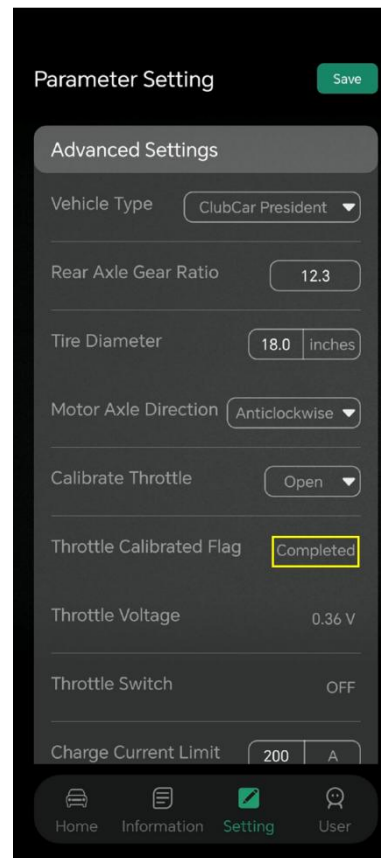 Parameter Setting Save
Advanced Settings
Vehicle Type ClubCar President
Rear Axle Gear Ratio 12.3
Tire Diameter 18.0 inches
Motor Axle Direction Anticlockwise
Calibrate Throttle Open
Throttle Calibrated Flag Completed
Throttle Voltage 0.36 V
Throttle Switch OFF
Charge Current Limit 200 A
Home Information Setting User